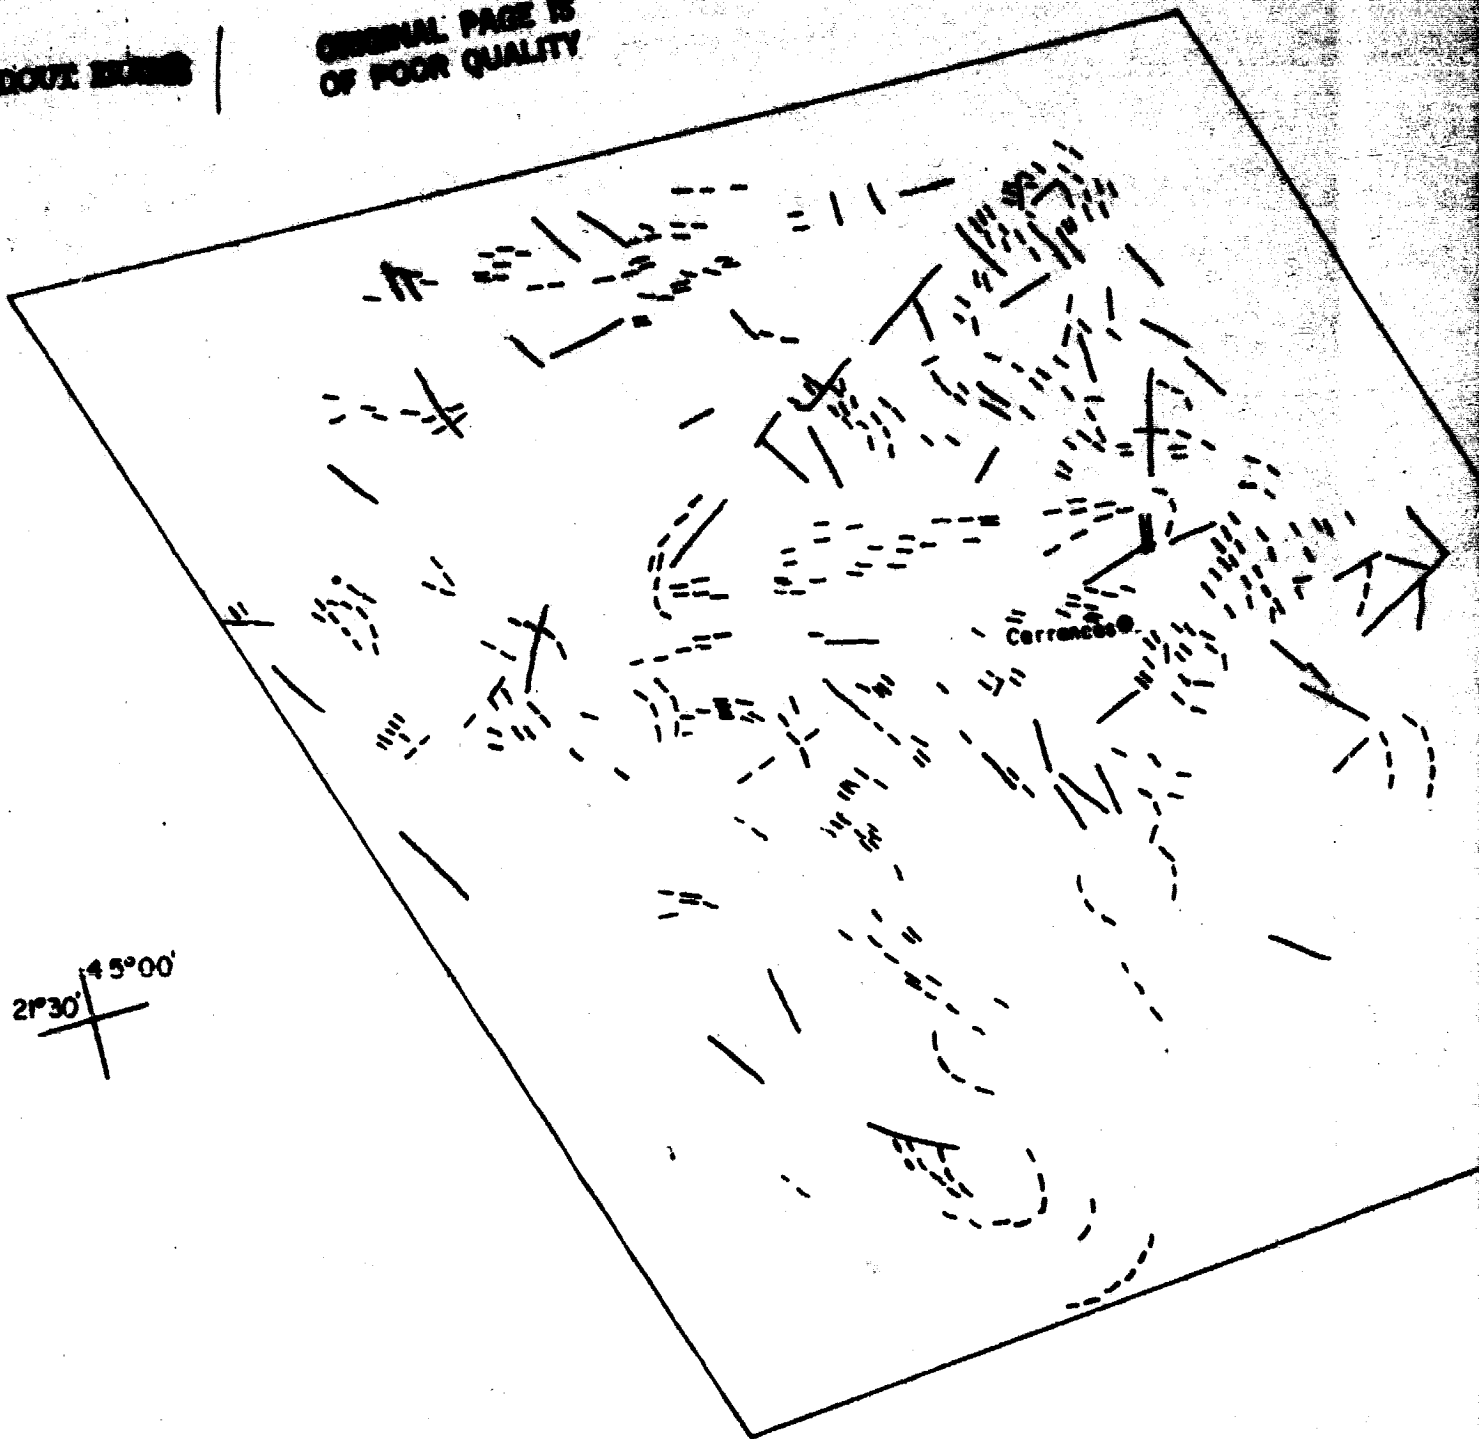 ORIGINAL PAGE IS
OF POOR QUALITY
Carrancas
45°00'
21°30'